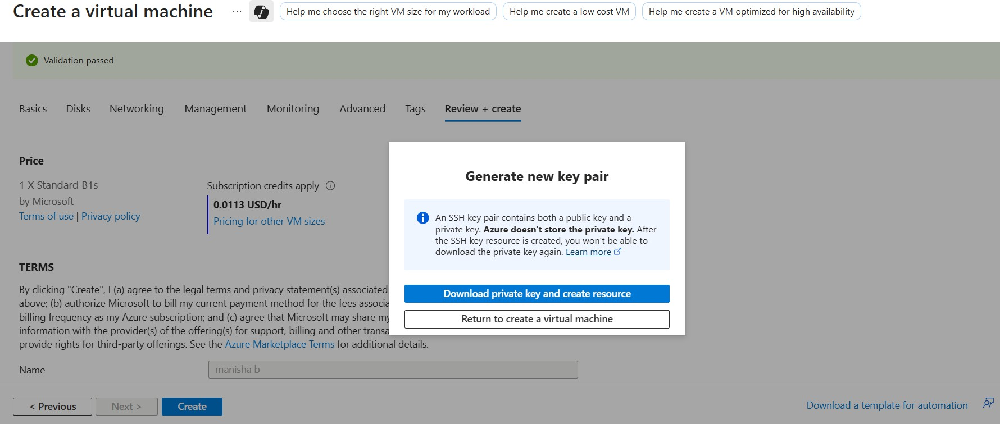 Create a virtual machine
...
Help me choose the right VM size for my workload
Help me create a low cost VM
Help me create a VM optimized for high availability
Validation passed
Basics
Disks
Networking
Management
Monitoring
Advanced
Tags
Review + create
Price
1 X Standard B1s
by Microsoft
Terms of use | Privacy policy
Subscription credits apply
0.0113 USD/hr
Pricing for other VM sizes
TERMS
By clicking "Create", I (a) agree to the legal terms and privacy statement(s) associated
above; (b) authorize Microsoft to bill my current payment method for the fees associa
billing frequency as my Azure subscription; and (c) agree that Microsoft may share my
information with the provider(s) of the offering(s) for support, billing and other transa
provide rights for third-party offerings. See the Azure Marketplace Terms for additional details.
Name
manisha b
Generate new key pair
An SSH key pair contains both a public key and a
private key. Azure doesn't store the private key. After
the SSH key resource is created, you won't be able to
download the private key again. Learn more
Download private key and create resource
Return to create a virtual machine
< Previous
Next >
Create
Download a template for automation